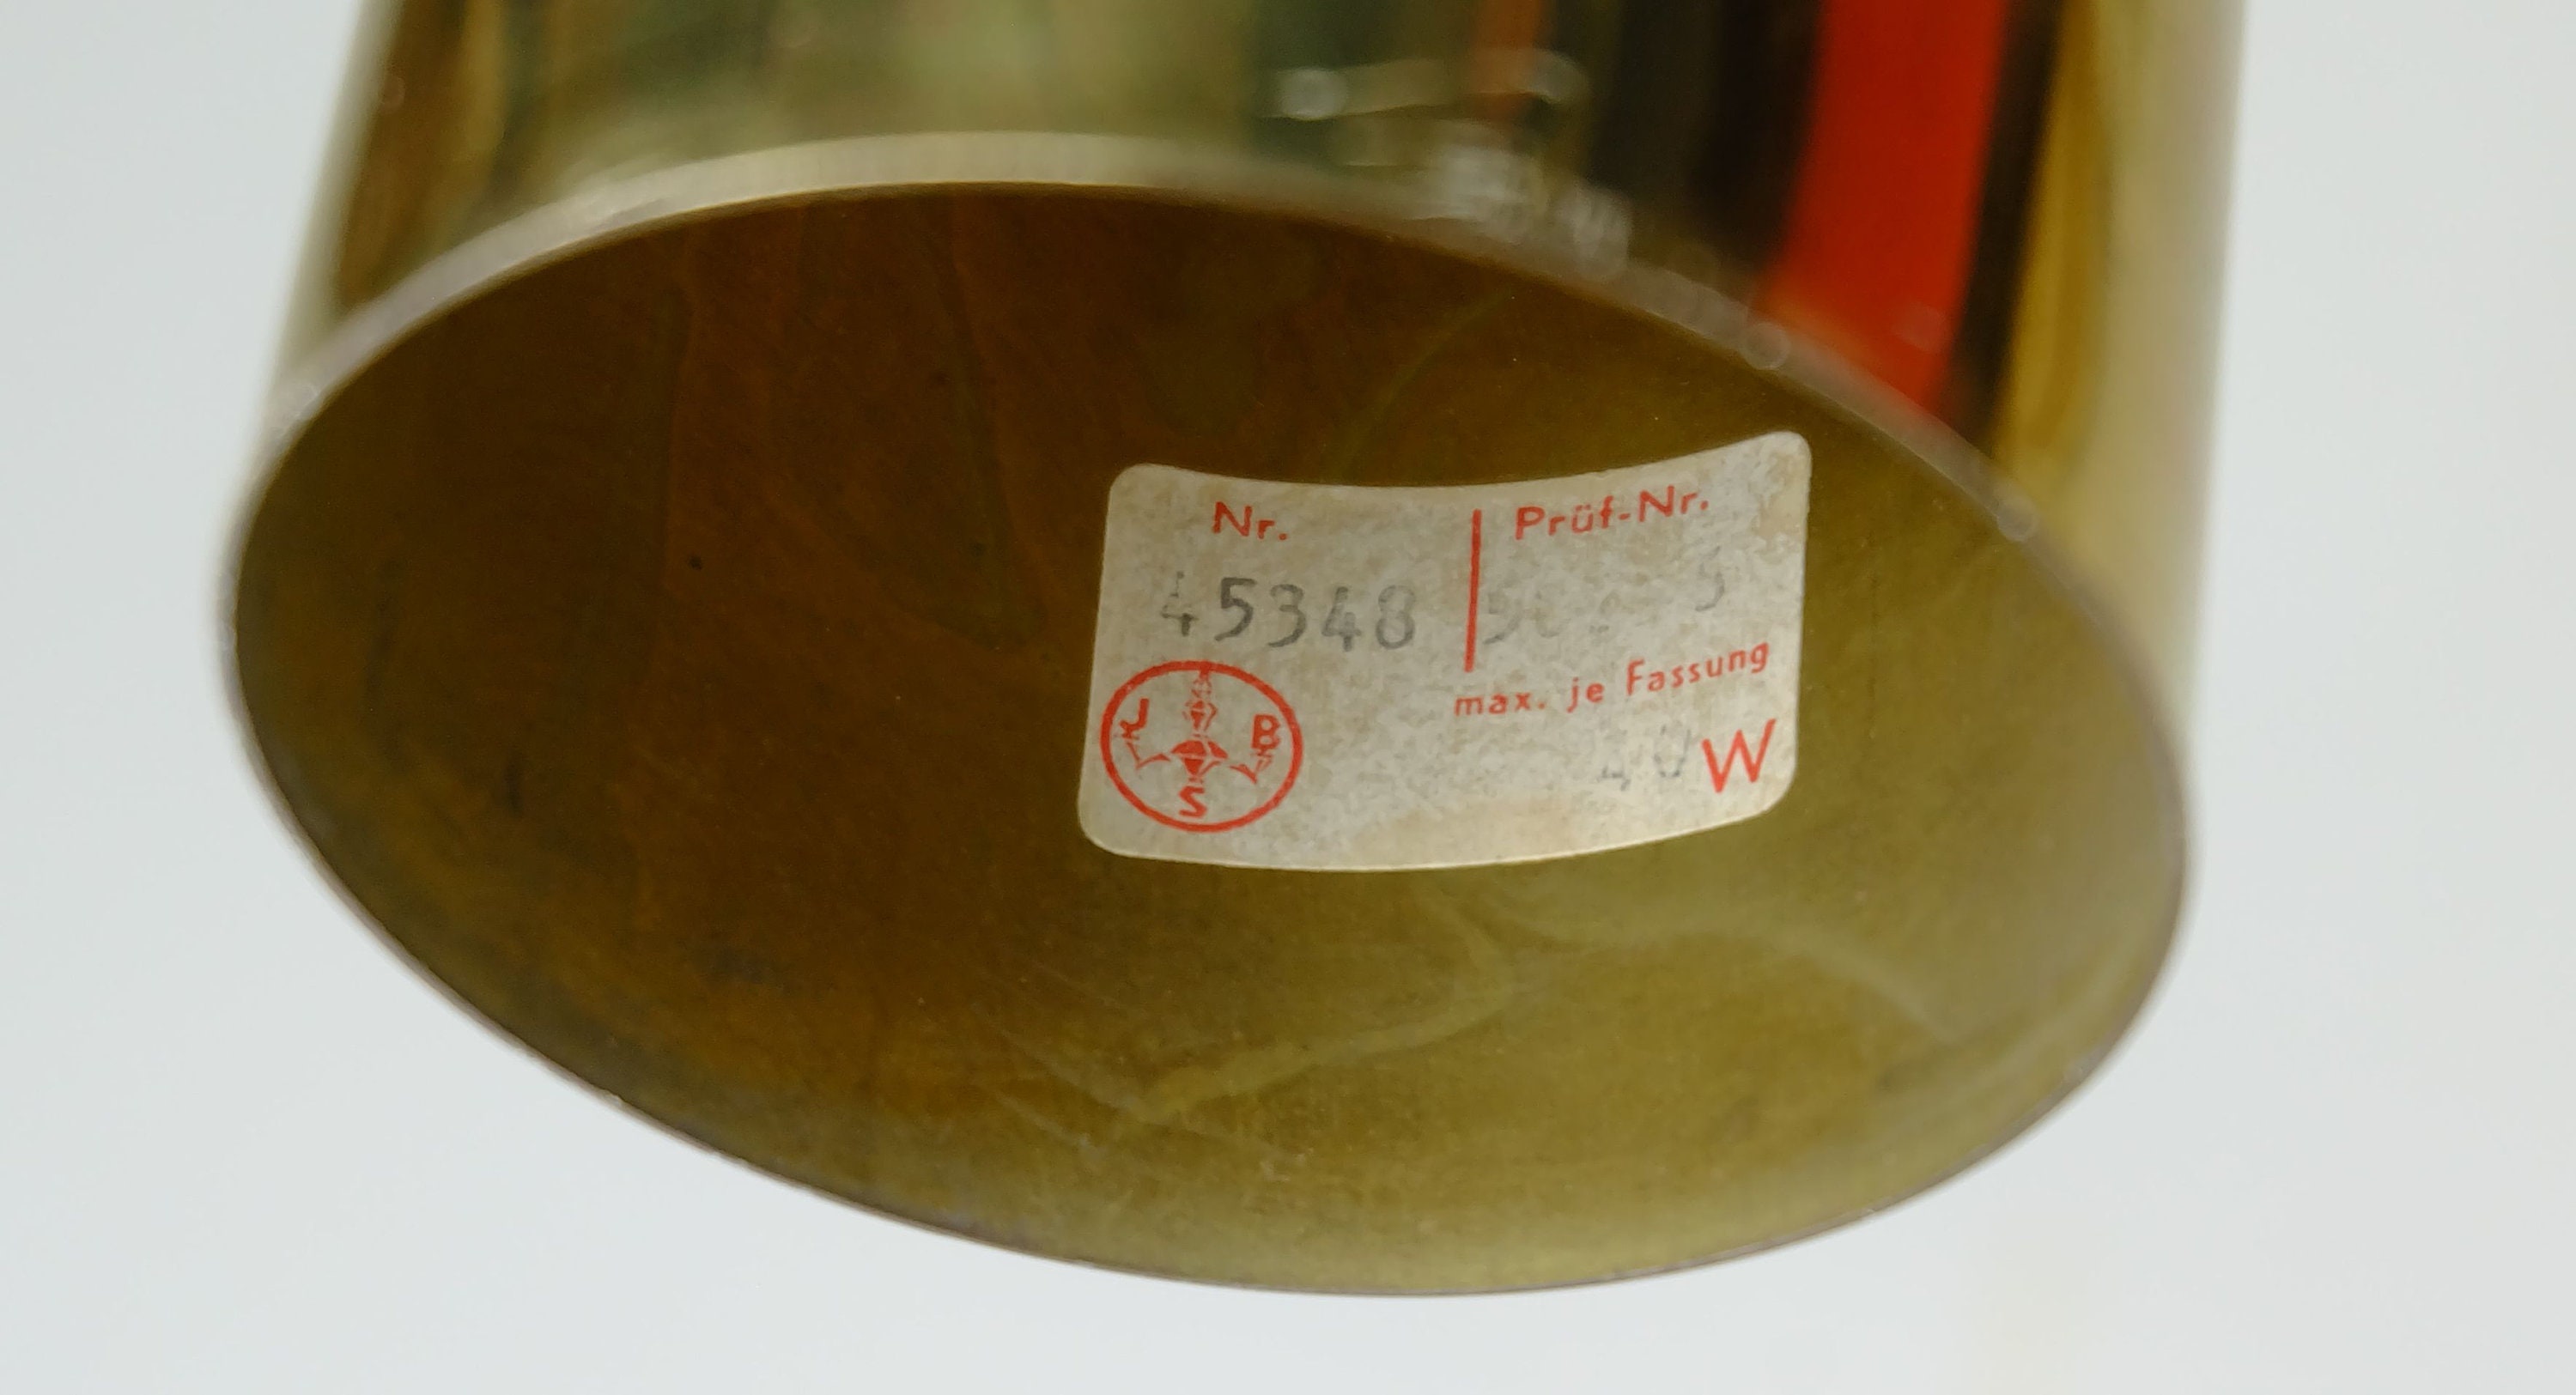 Nr. Prüf-Nr.
45348
max. je Fassung
W
J B
S